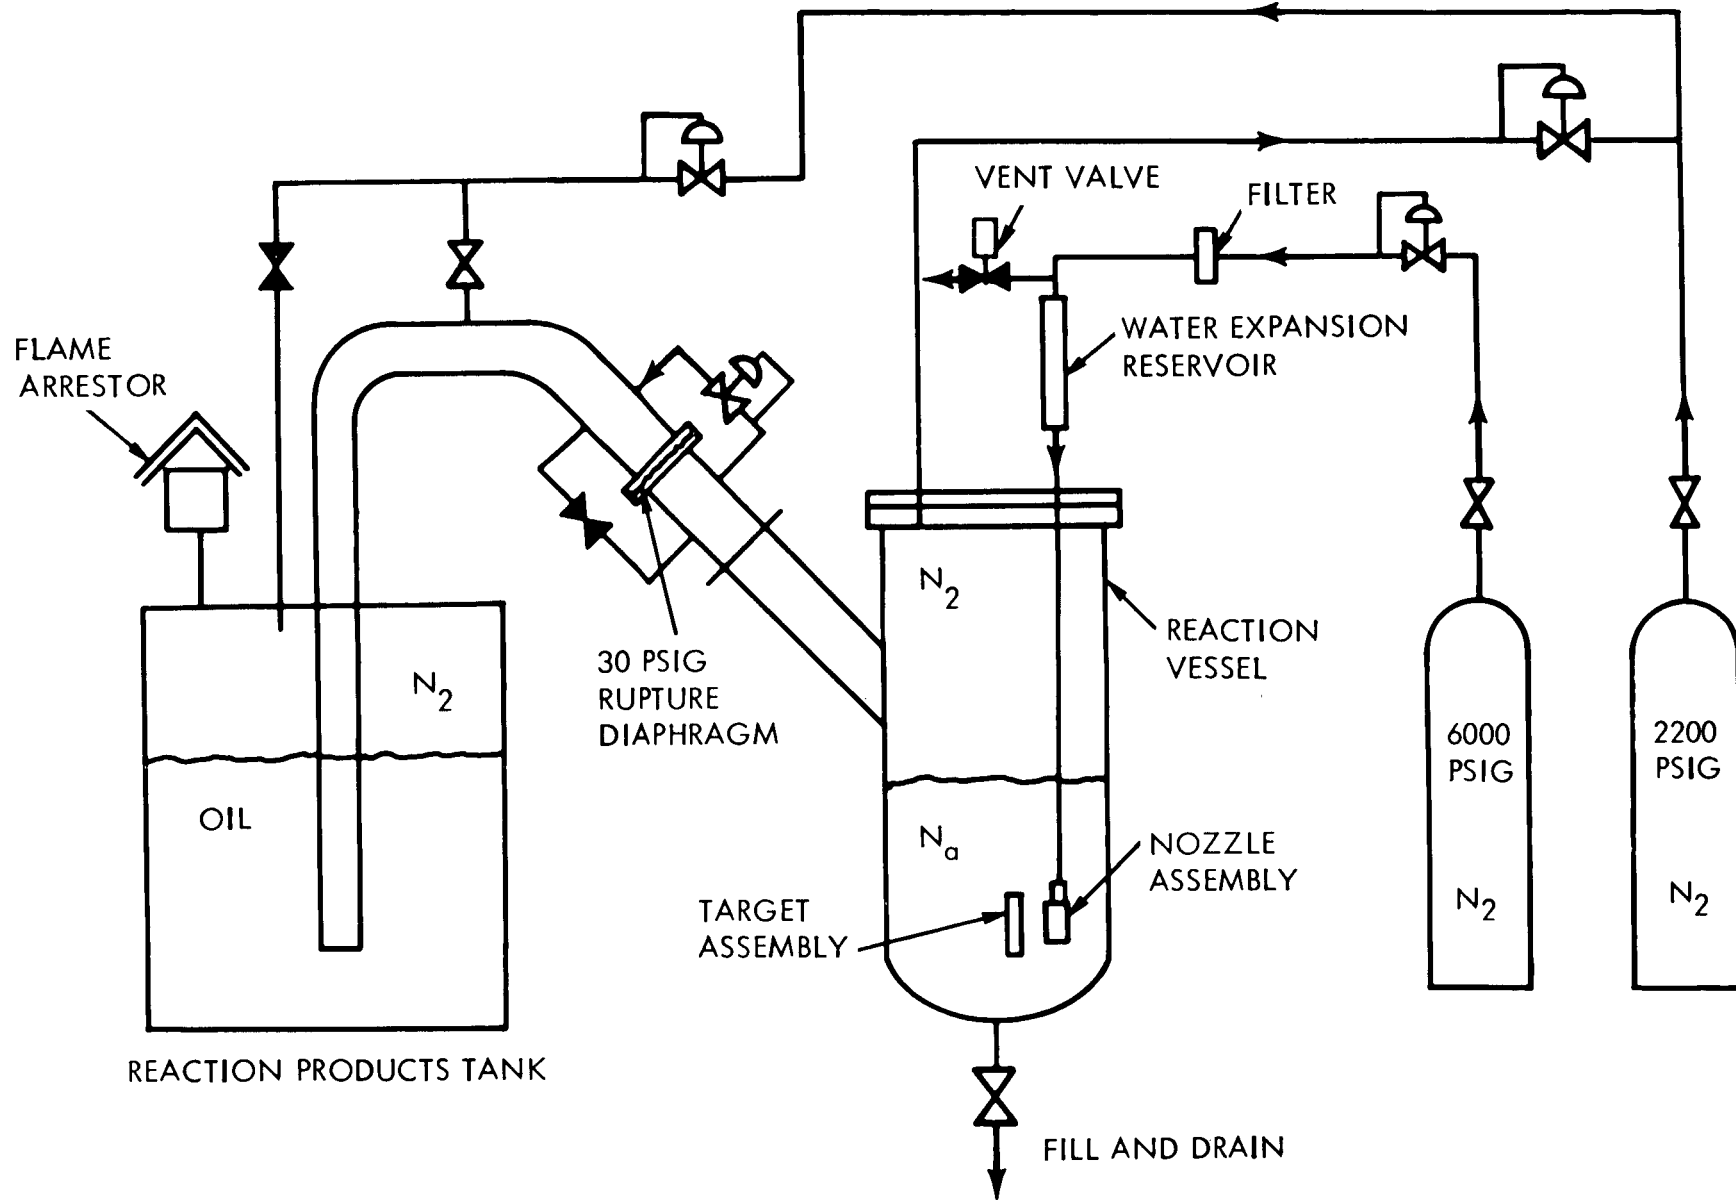 VENT VALVE
FILTER
WATER EXPANSION
RESERVOIR
FLAME
ARRESTOR
N2
REACTION
VESSEL
30 PSIG
RUPTURE
DIAPHRAGM
N2
6000
PSIG
2200
PSIG
OIL
Na
NOZZLE
ASSEMBLY
TARGET
ASSEMBLY
N2
N2
REACTION PRODUCTS TANK
FILL AND DRAIN